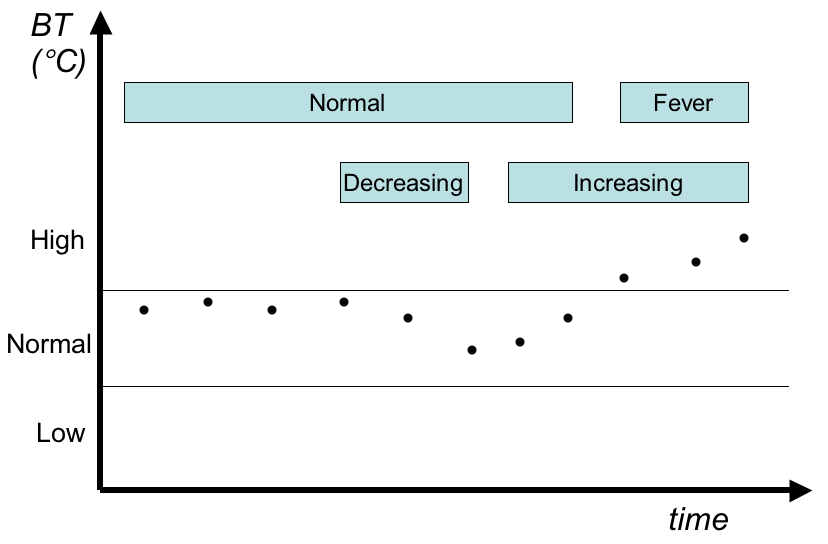 BT
(°C)
Normal
Fever
Decreasing
Increasing
High
Normal
Low
time